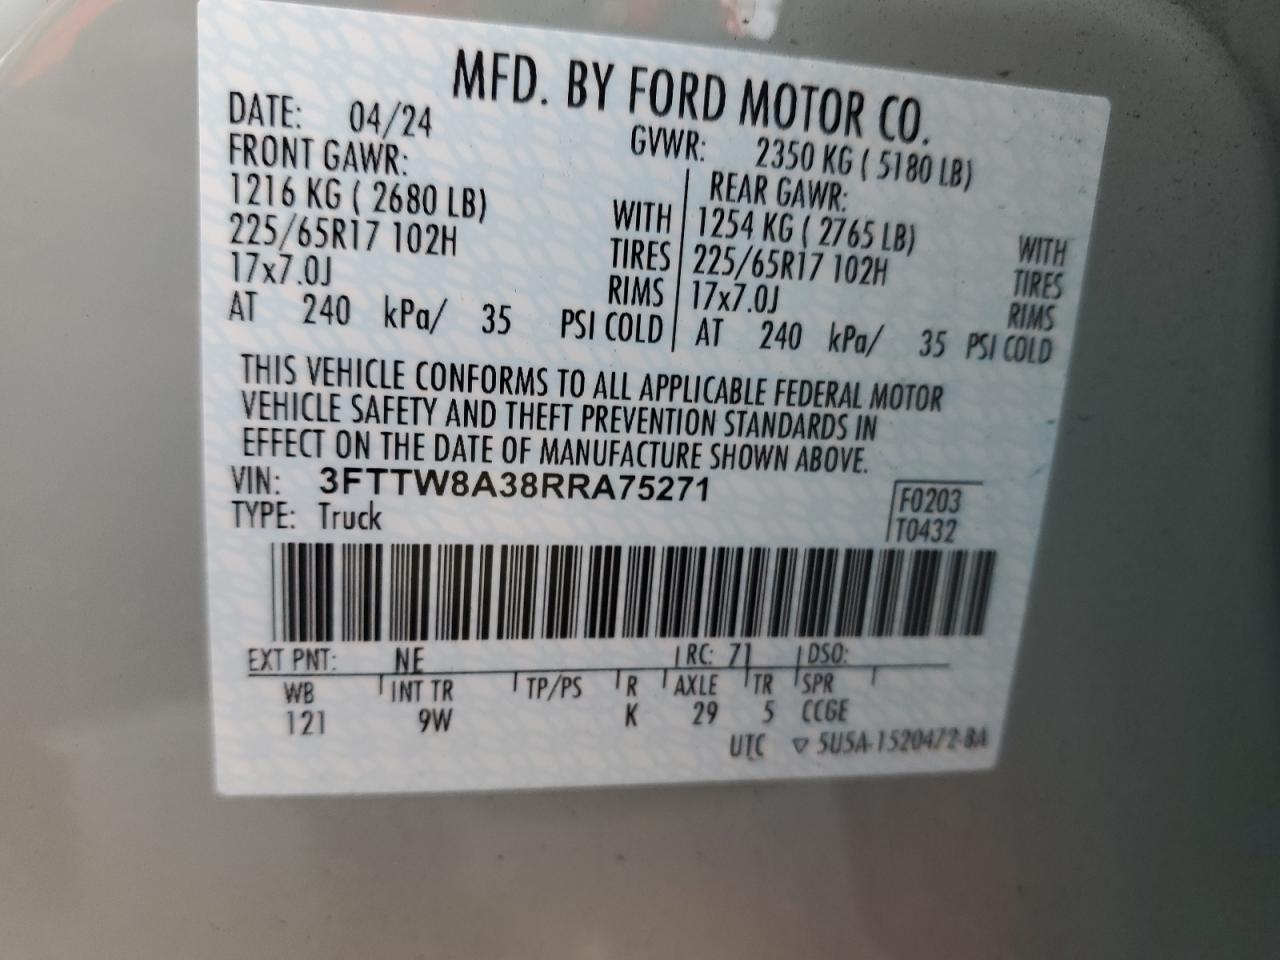 MFD. BY FORD MOTOR CO.
DATE: 04/24 GVWR: 2350 KG ( 5180 LB)
FRONT GAWR: REAR GAWR:
1216 KG ( 2680 LB) WITH 1254 KG ( 2765 LB) WITH
225/65R17 102H TIRES 225/65R17 102H TIRES
17x7.0J RIMS 17x7.0J RIMS
AT 240 kPa/ 35 PSI COLD AT 240 kPa/ 35 PSI COLD
THIS VEHICLE CONFORMS TO ALL APPLICABLE FEDERAL MOTOR
VEHICLE SAFETY AND THEFT PREVENTION STANDARDS IN
EFFECT ON THE DATE OF MANUFACTURE SHOWN ABOVE.
VIN: 3FTTW8A38RRA75271
TYPE: Truck
F0203
T0432
EXT PNT: NE RC: 71 DSO:
WB INT TR TP/PS R AXLE TR SPR
121 9W K 29 5 CCGE
UTC ▽ 5U5A-1520472-BA